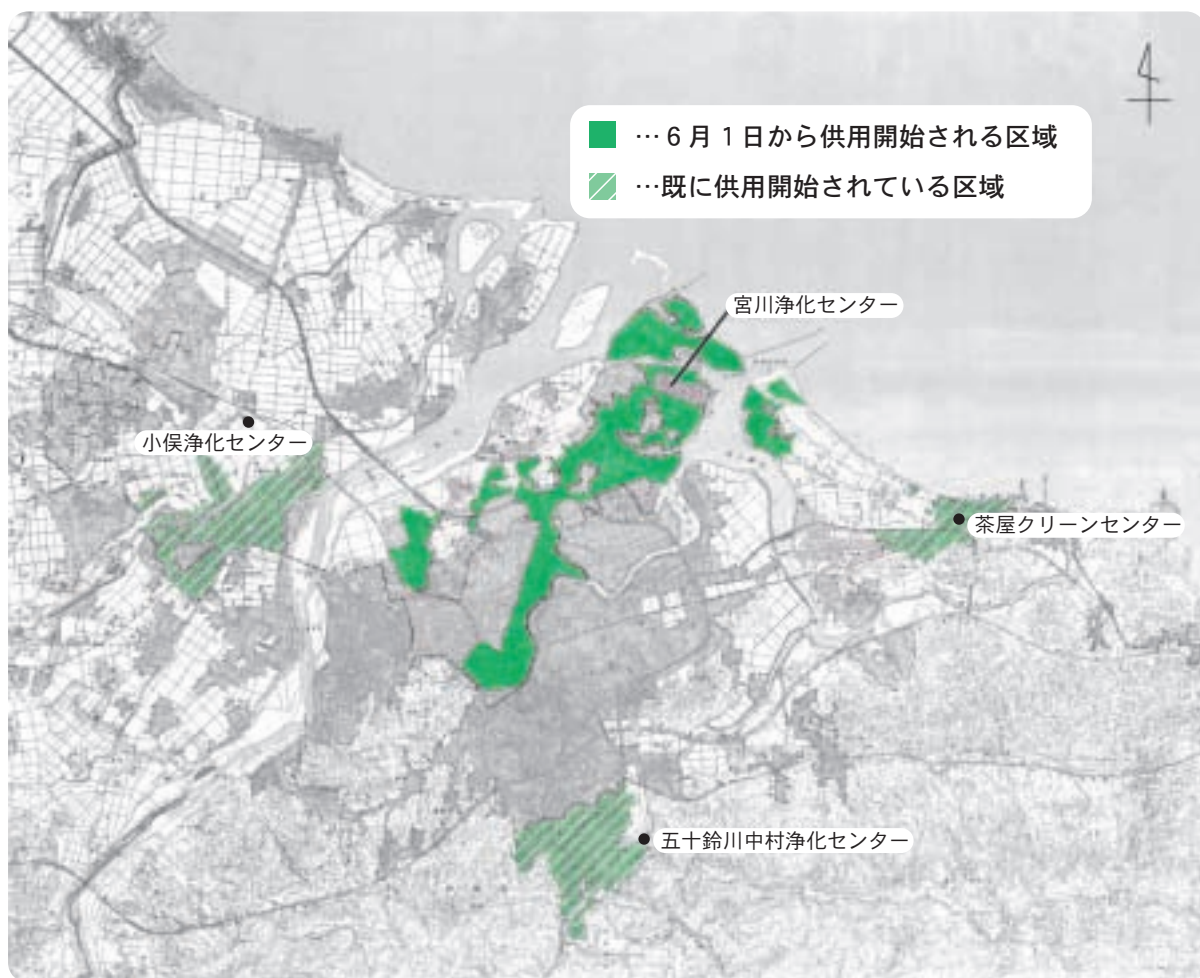 …６月１日から供用開始される区域
…既に供用開始されている区域
宮川浄化センター
小俣浄化センター
茶屋クリーンセンター
五十鈴川中村浄化センター